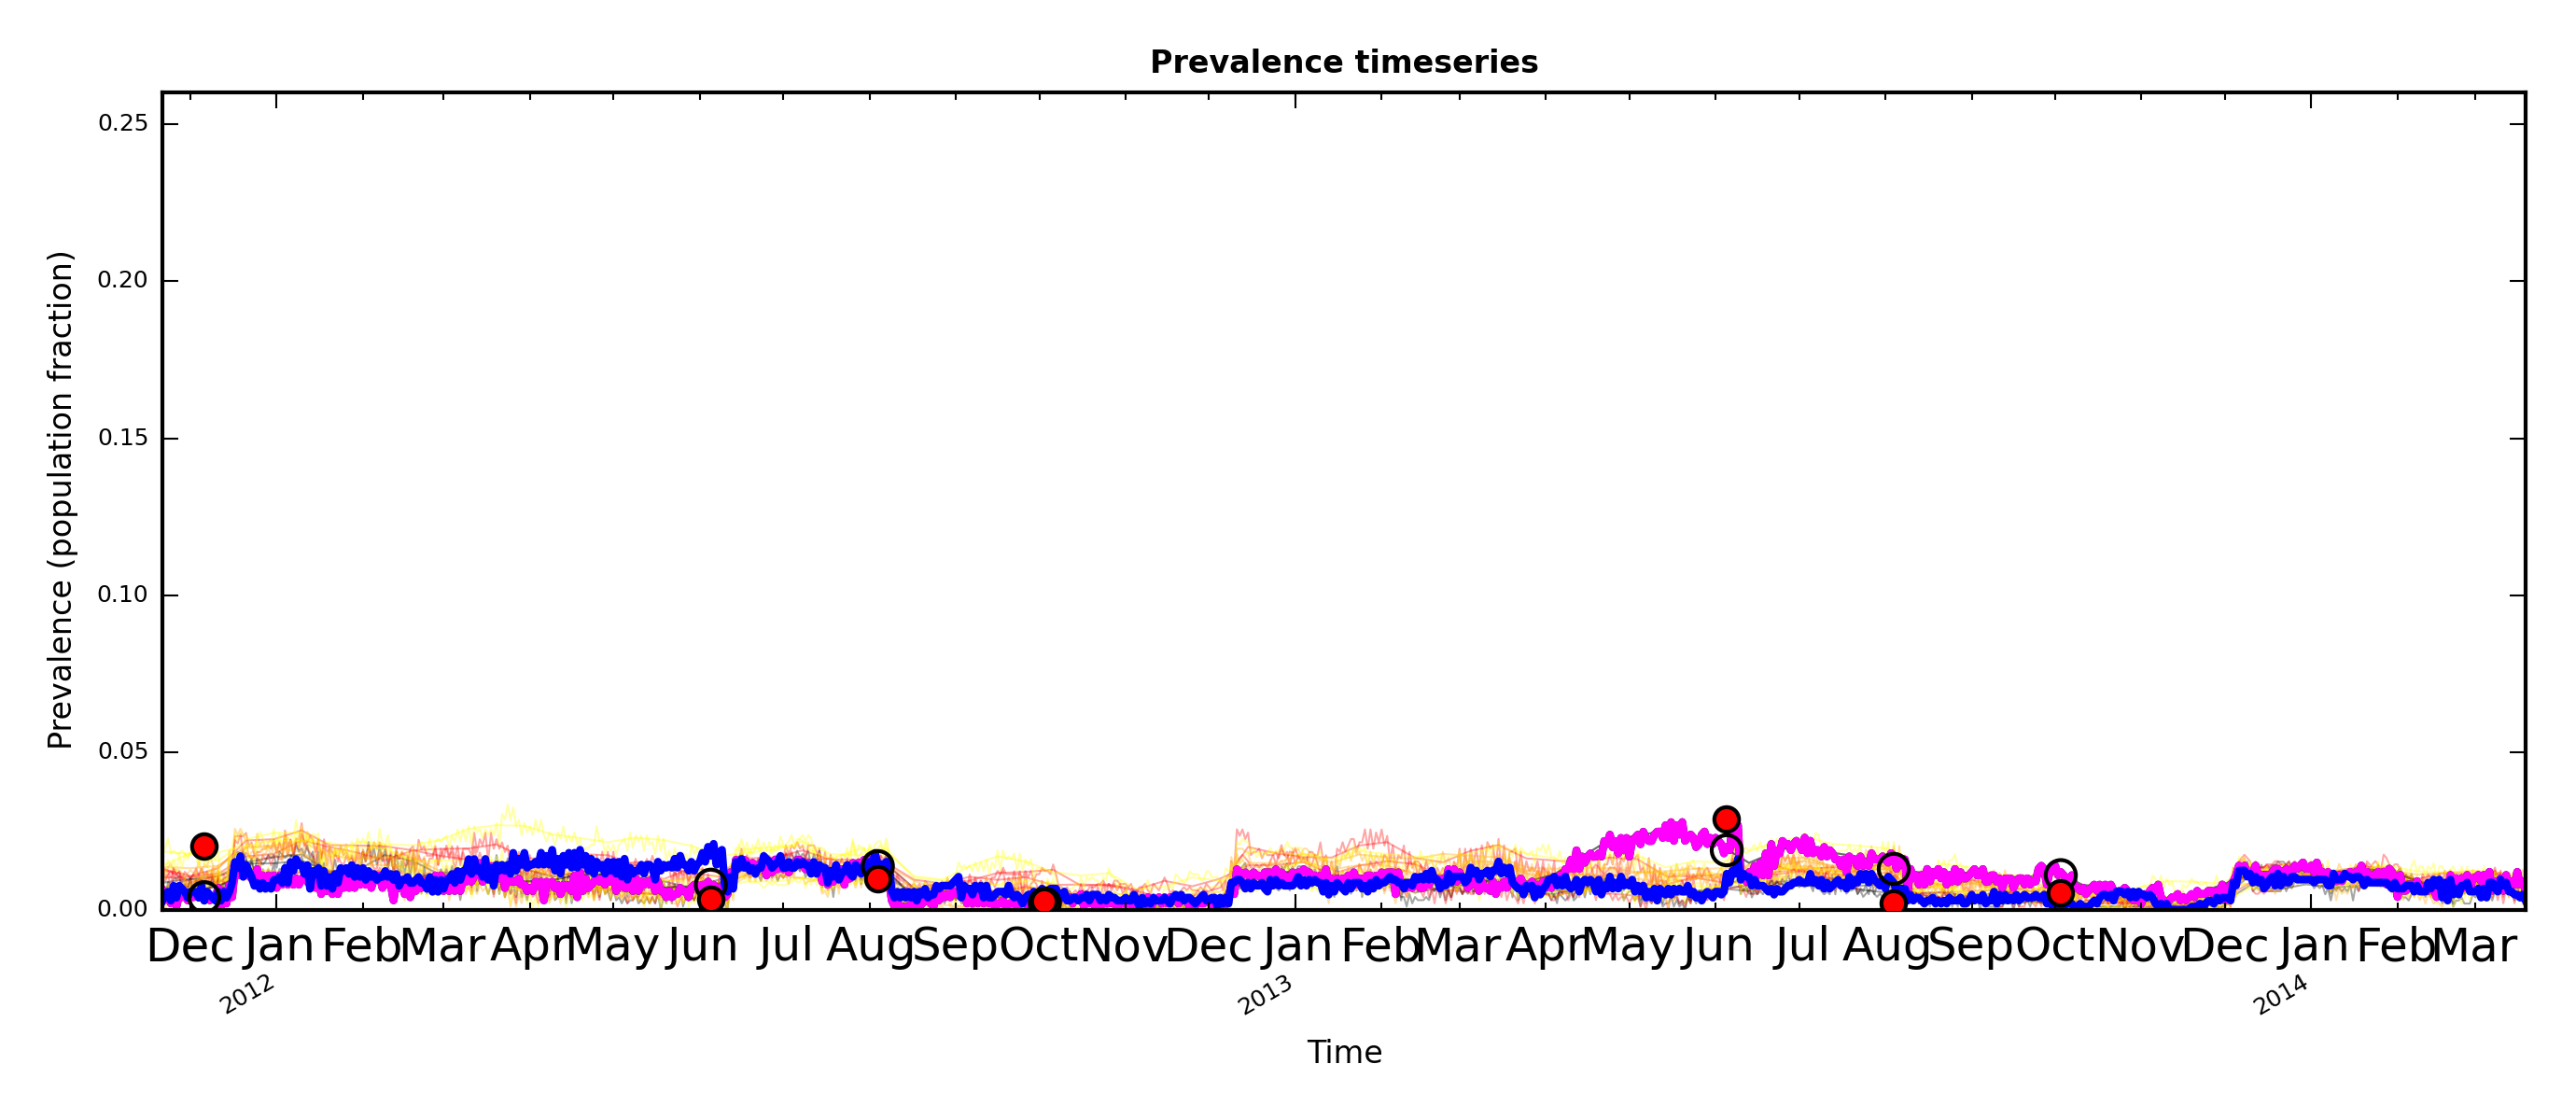 Prevalence timeseries
Prevalence (population fraction)
0.25
0.20
0.15
0.10
0.05
0.00
Dec Jan Feb Mar Apr May Jun Jul Aug Sep Oct Nov Dec Jan Feb Mar Apr May Jun Jul Aug Sep Oct Nov Dec Jan Feb Mar
2012 2013 2014
Time